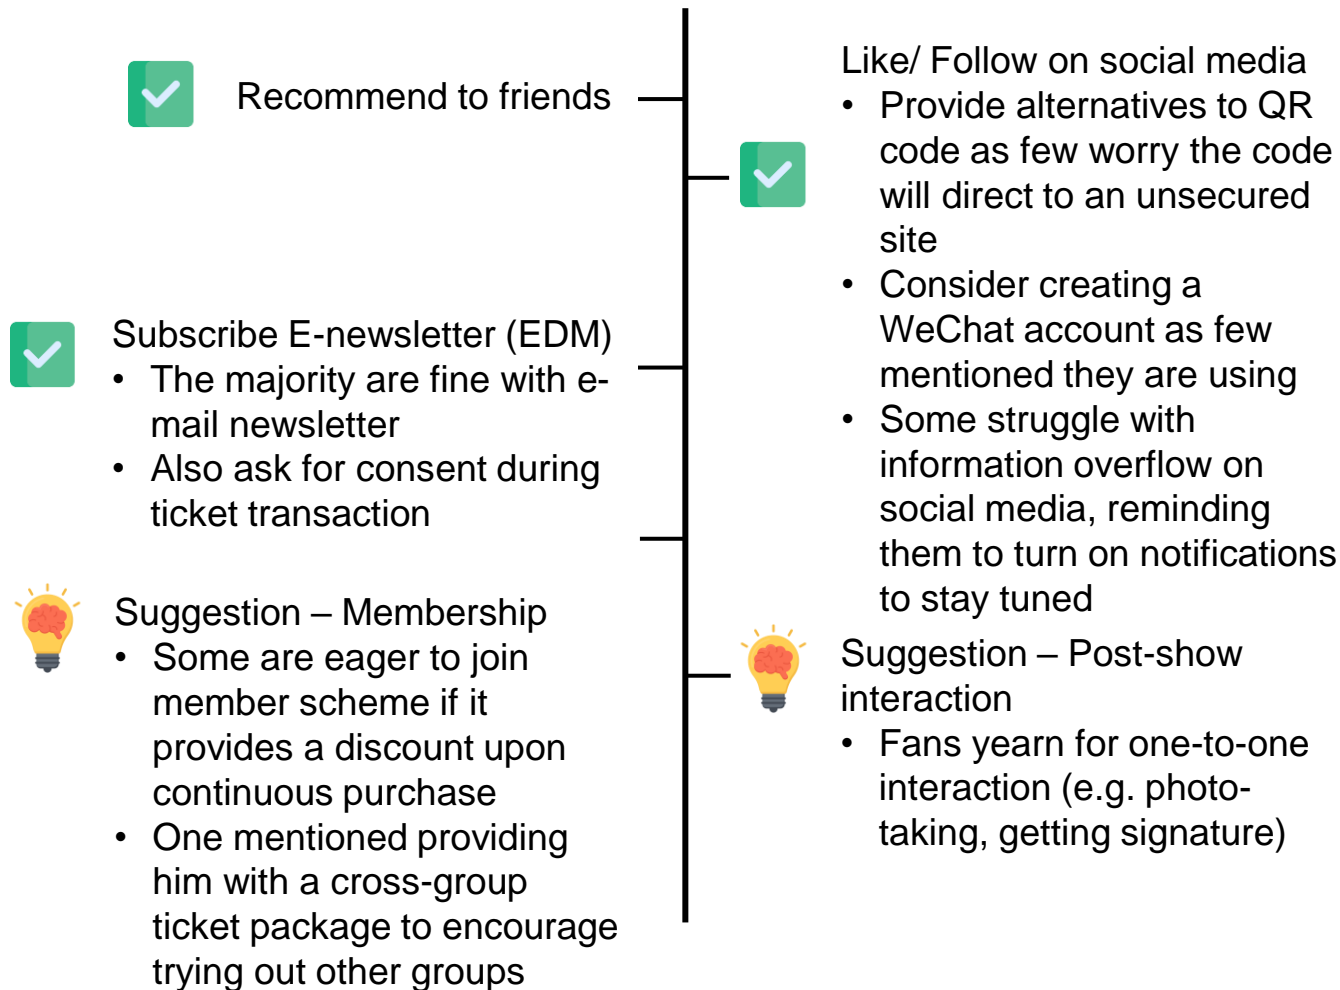 Recommend to friends
Like/ Follow on social media
• Provide alternatives to QR
code as few worry the code
will direct to an unsecured
site
• Consider creating a
WeChat account as few
mentioned they are using
• Some struggle with
information overflow on
social media, reminding
them to turn on notifications
to stay tuned
Subscribe E-newsletter (EDM)
• The majority are fine with e-
mail newsletter
• Also ask for consent during
ticket transaction
Suggestion – Membership
• Some are eager to join
member scheme if it
provides a discount upon
continuous purchase
• One mentioned providing
him with a cross-group
ticket package to encourage
trying out other groups
Suggestion – Post-show
interaction
• Fans yearn for one-to-one
interaction (e.g. photo-
taking, getting signature)